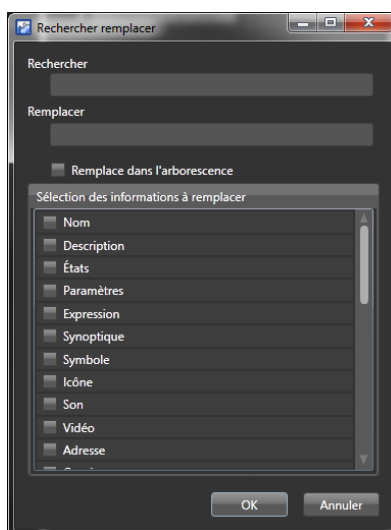 Rechercher remplacer
Rechercher
Remplacer
Remplace dans l'arborescence
Sélection des informations à remplacer
Nom
Description
États
Paramètres
Expression
Synoptique
Symbole
Icône
Son
Vidéo
Adresse
OK Annuler